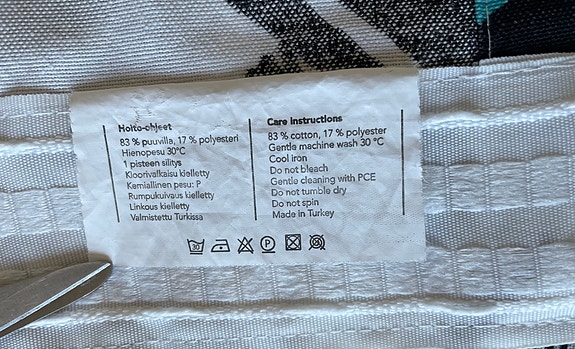 Hoito-ohjeet
83 % puuvilla, 17 % polyesteri
Hienopesu 30°C
1 pisteen silitys
Kloorivalkaisu kielletty
Kemiallinen pesu: P
Rumpukuivaus kielletty
Linkous kielletty
Valmistettu Turkissa
Care instructions
83 % cotton, 17 % polyester
Gentle machine wash 30 °C
Cool iron
Do not bleach
Gentle cleaning with PCE
Do not tumble dry
Do not spin
Made in Turkey
30 P